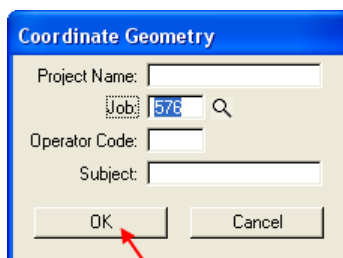 Coordinate Geometry
Project Name:
Job: 576
Operator Code:
Subject:
OK Cancel